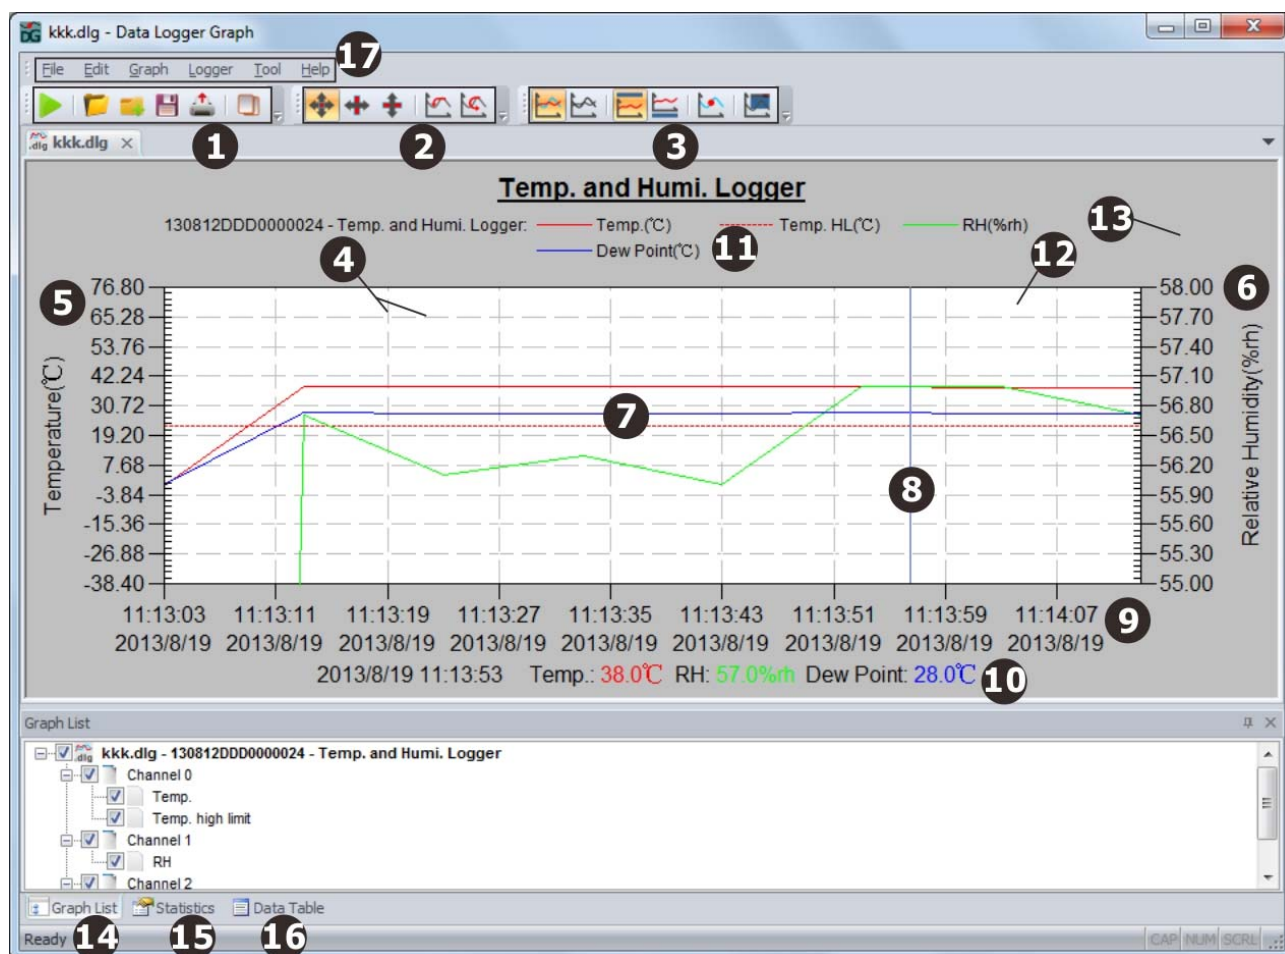 kkk.dlg - Data Logger Graph
File Edit Graph Logger Tool Help 17
1 2 3
.dlg kkk.dlg
Temp. and Humi. Logger
130812DDD0000024 - Temp. and Humi. Logger: Temp.(℃) Temp. HL(℃) RH(%rh) 13
Dew Point(℃) 11 12
4
5 6
76.80 58.00
65.28 57.70
53.76 57.40
42.24 57.10
30.72 56.80
19.20 56.50
7.68 56.20
-3.84 55.90
-15.36 55.60
-26.88 55.30
-38.40 55.00
Temperature(℃)
Relative Humidity(%rh)
7
8
11:13:03 11:13:11 11:13:19 11:13:27 11:13:35 11:13:43 11:13:51 11:13:59 11:14:07 9
2013/8/19 2013/8/19 2013/8/19 2013/8/19 2013/8/19 2013/8/19 2013/8/19 2013/8/19 2013/8/19
2013/8/19 11:13:53 Temp.: 38.0℃ RH: 57.0%rh Dew Point: 28.0℃ 10
Graph List
.dlg kkk.dlg - 130812DDD0000024 - Temp. and Humi. Logger
Channel 0
Temp.
Temp. high limit
Channel 1
RH
Channel 2
Graph List Statistics Data Table
Ready 14 15 16 CAP NUM SCRL